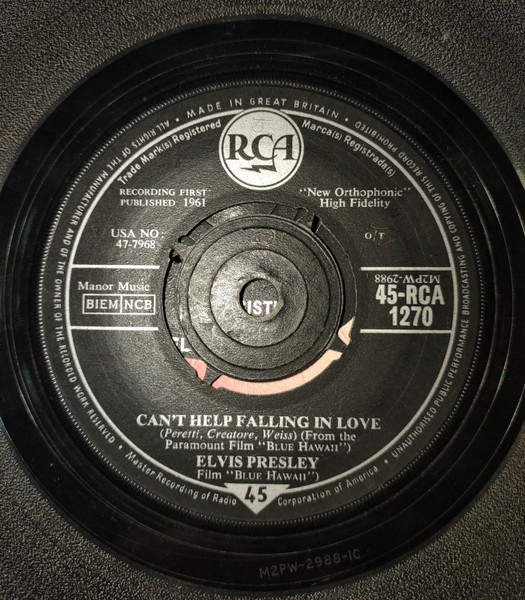 • MADE IN GREAT BRITAIN •
ALL RIGHTS OF THE MANUFACTURER AND OF THE OWNER OF THE RECORDED WORK RESERVED •
UNAUTHORISED PUBLIC PERFORMANCE BROADCASTING AND COPYING OF THIS RECORD PROHIBITED •
Trade Mark(s) Registered
Marca(s) Registrada(s)
RCA
RECORDING FIRST
PUBLISHED 1961
"New Orthophonic"
High Fidelity
USA NO:
47-7968
O/T
M2PW-2988
Manor Music
BIEM NCB
45-RCA
1270
CAN'T HELP FALLING IN LOVE
(Peretti, Creatore, Weiss) (From the
Paramount Film "BLUE HAWAII")
ELVIS PRESLEY
Film "BLUE HAWAII")
• Master Recording of Radio Corporation of America •
45
M2PW-2988-1C